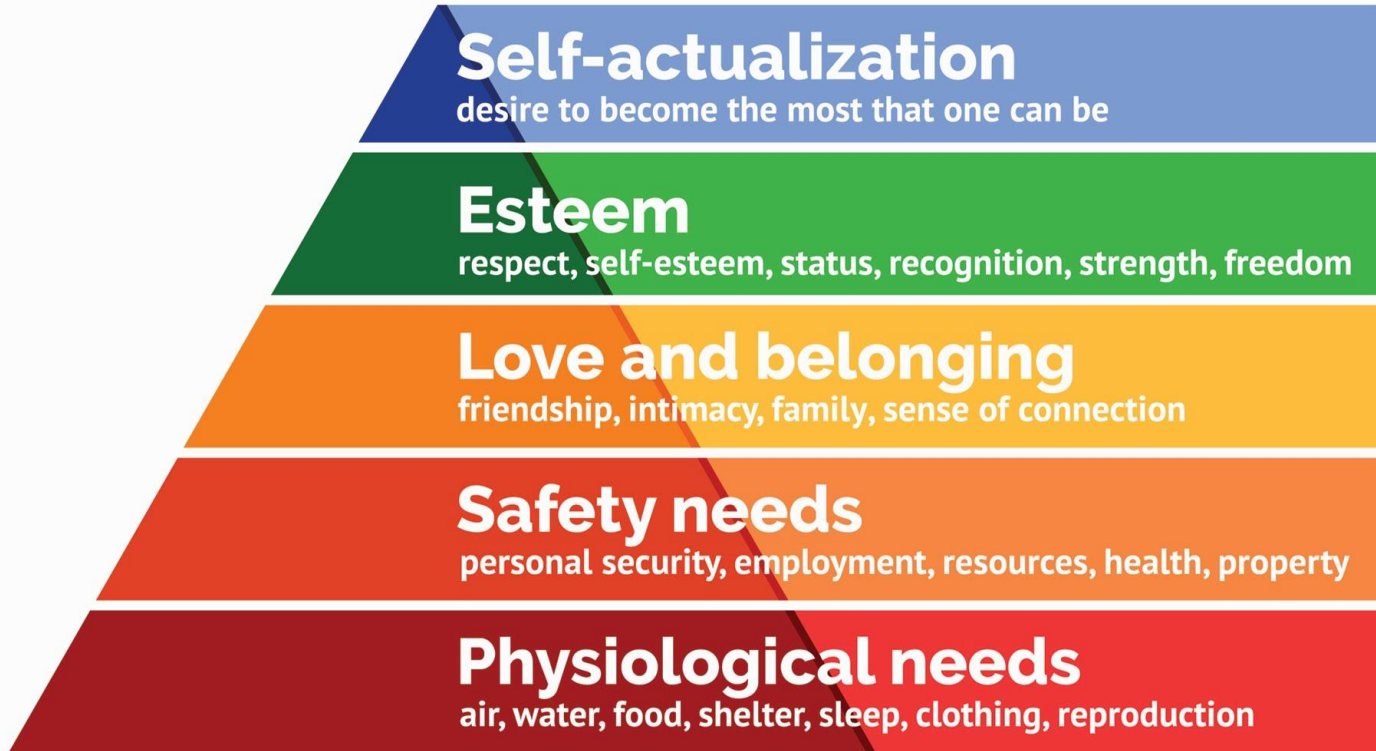 Self-actualization
desire to become the most that one can be
Esteem
respect, self-esteem, status, recognition, strength, freedom
Love and belonging
friendship, intimacy, family, sense of connection
Safety needs
personal security, employment, resources, health, property
Physiological needs
air, water, food, shelter, sleep, clothing, reproduction